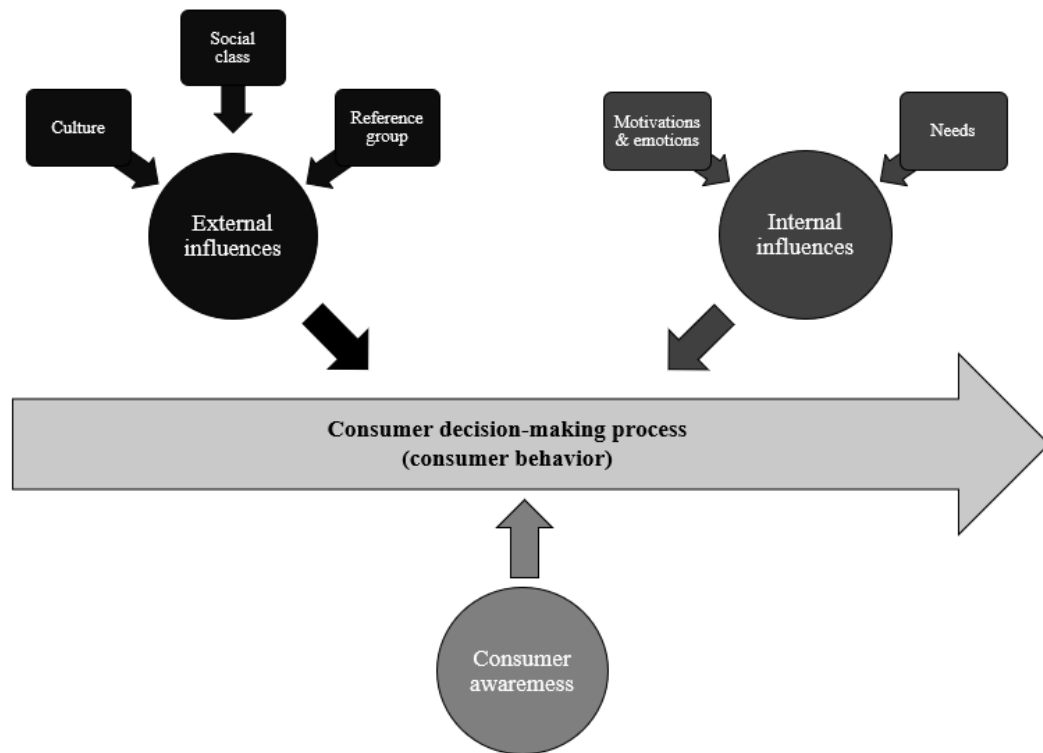 Social
class
Culture
Reference
group
External
influences
Motivations
& emotions
Needs
Internal
influences
Consumer decision-making process
(consumer behavior)
Consumer
awaremess